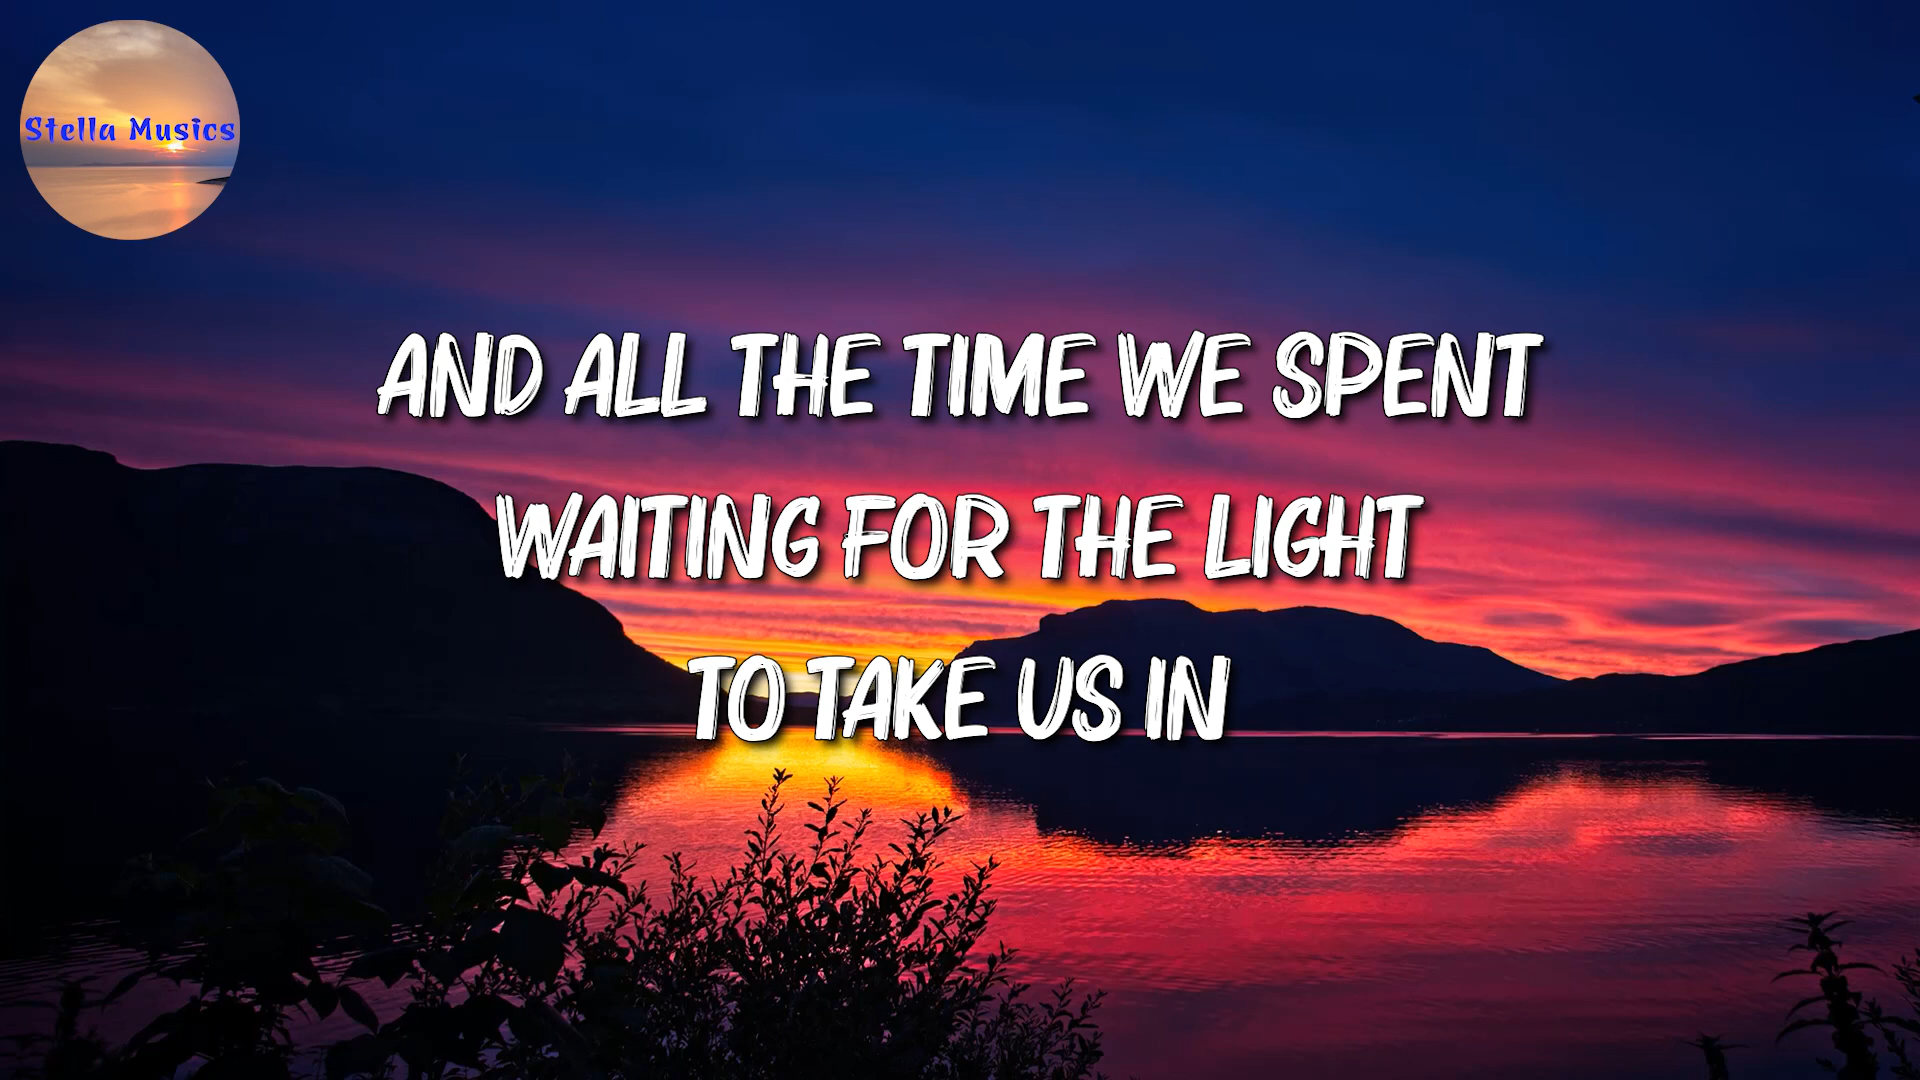 Stella Musics
AND ALL THE TIME WE SPENT
WAITING FOR THE LIGHT
TO TAKE US IN